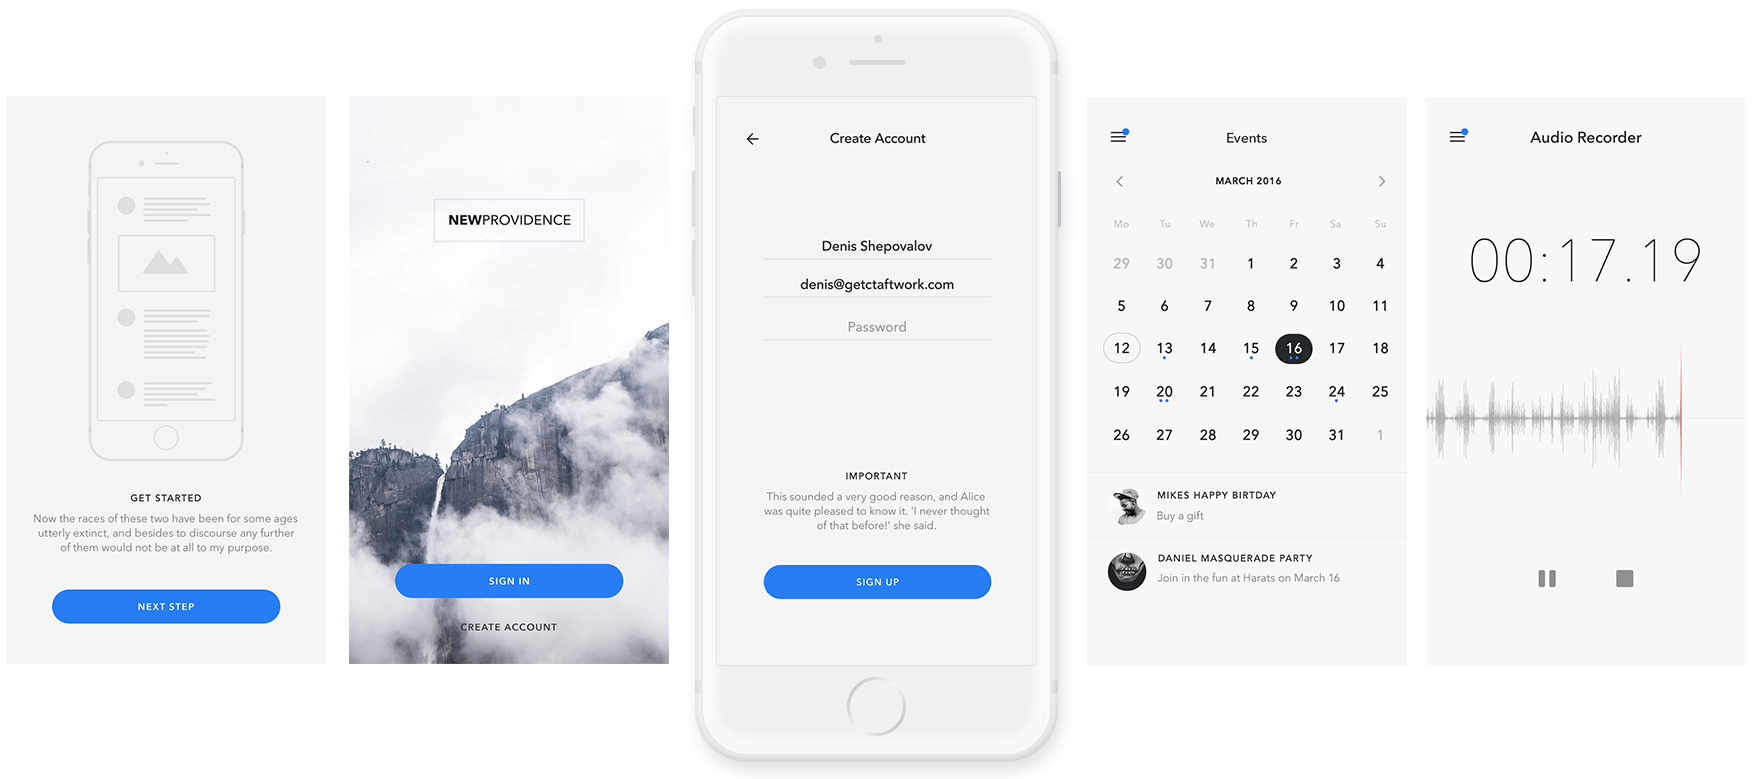 GET STARTED
Now the races of these two have been for some ages
utterly extinct, and besides to discourse any further
of them would not be at all to my purpose.
NEXT STEP
NEWPROVIDENCE
SIGN IN
CREATE ACCOUNT
Create Account
Denis Shepovalov
denis@getctaftwork.com
Password
IMPORTANT
This sounded a very good reason, and Alice
was quite pleased to know it. 'I never thought
of that before!' she said.
SIGN UP
Events
MARCH 2016
Mo Tu We Th Fr Sa Su
29 30 31 1 2 3 4
5 6 7 8 9 10 11
12 13 14 15 16 17 18
19 20 21 22 23 24 25
26 27 28 29 30 31 1
MIKES HAPPY BIRTDAY
Buy a gift
DANIEL MASQUERADE PARTY
Join in the fun at Harats on March 16
Audio Recorder
00:17.19